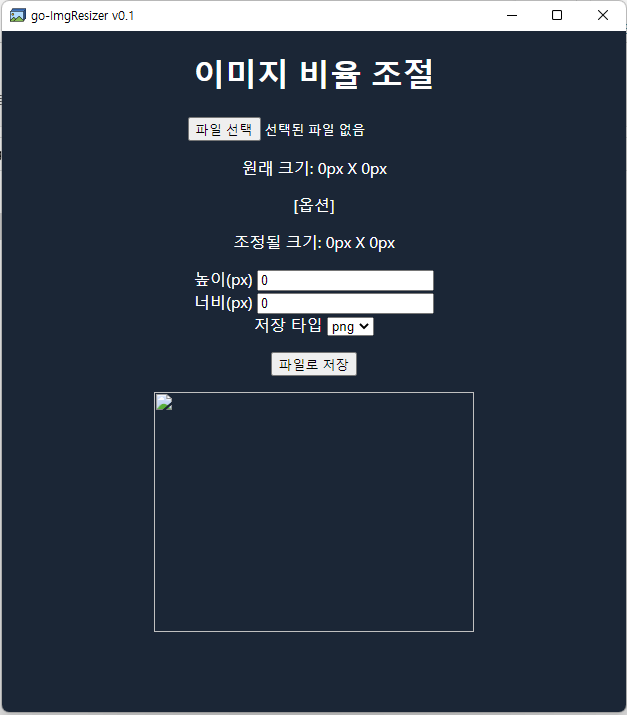 go-ImgResizer v0.1
이미지 비율 조절
파일 선택 선택된 파일 없음
원래 크기: 0px X 0px
[옵션]
조정될 크기: 0px X 0px
높이(px) 0
너비(px) 0
저장 타입 png
파일로 저장